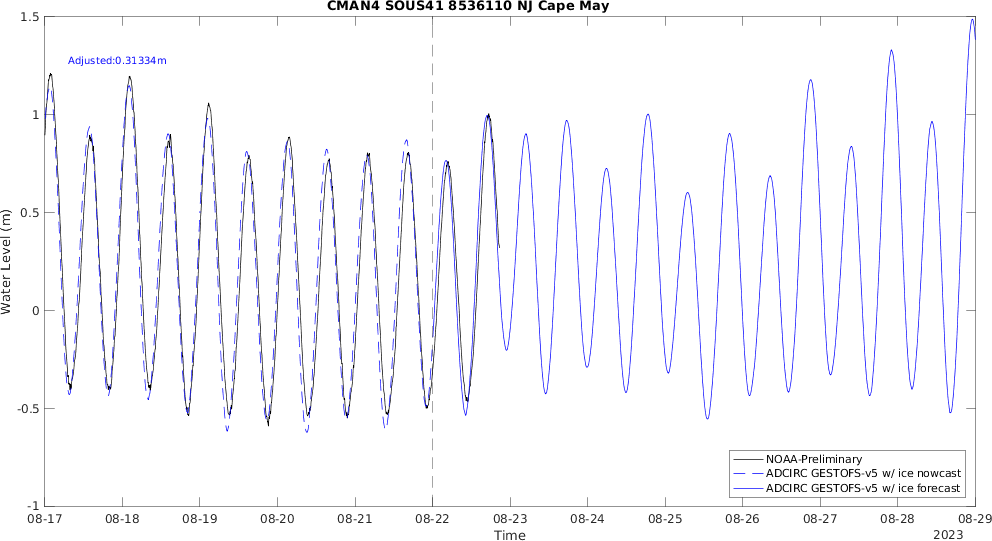 CMAN4 SOUS41 8536110 NJ Cape May
1.5
Adjusted:0.31334m
1
0.5
Water Level (m)
0
-0.5
NOAA-Preliminary
ADCIRC GESTOFS-v5 w/ ice nowcast
ADCIRC GESTOFS-v5 w/ ice forecast
-1
08-17 08-18 08-19 08-20 08-21 08-22 08-23 08-24 08-25 08-26 08-27 08-28 08-29
Time
2023